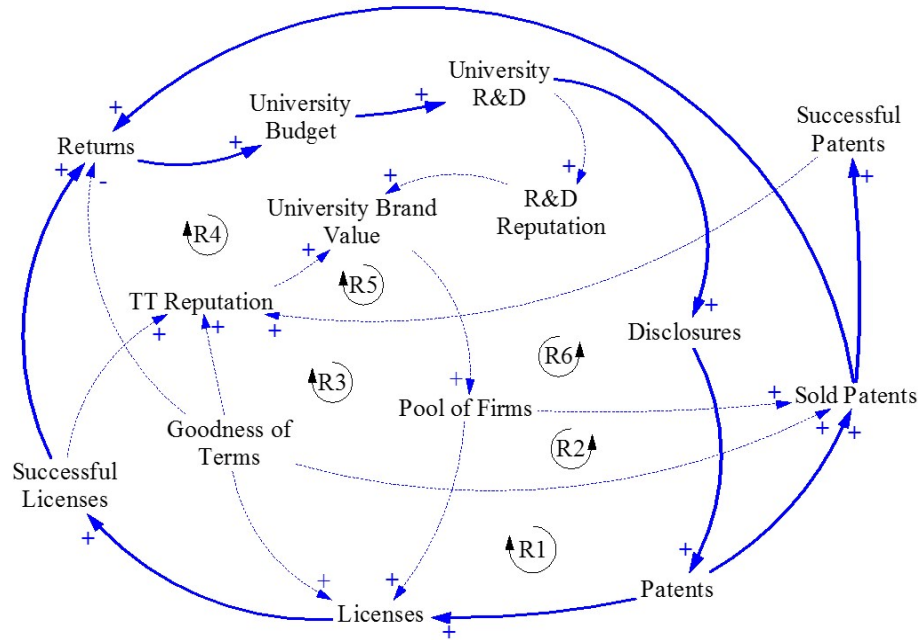 University
R&D
University
Budget
Successful
Patents
+
+
+
Returns
+
+
-
+
+
R&D
Reputation
University Brand
Value
R4
+
R5
TT Reputation
+
+
+
+
Disclosures
R6
R3
+
Pool of Firms
+
Sold Patents
+
+
Goodness of
Terms
R2
Successful
Licenses
+
R1
+
+
+
Patents
Licenses
+